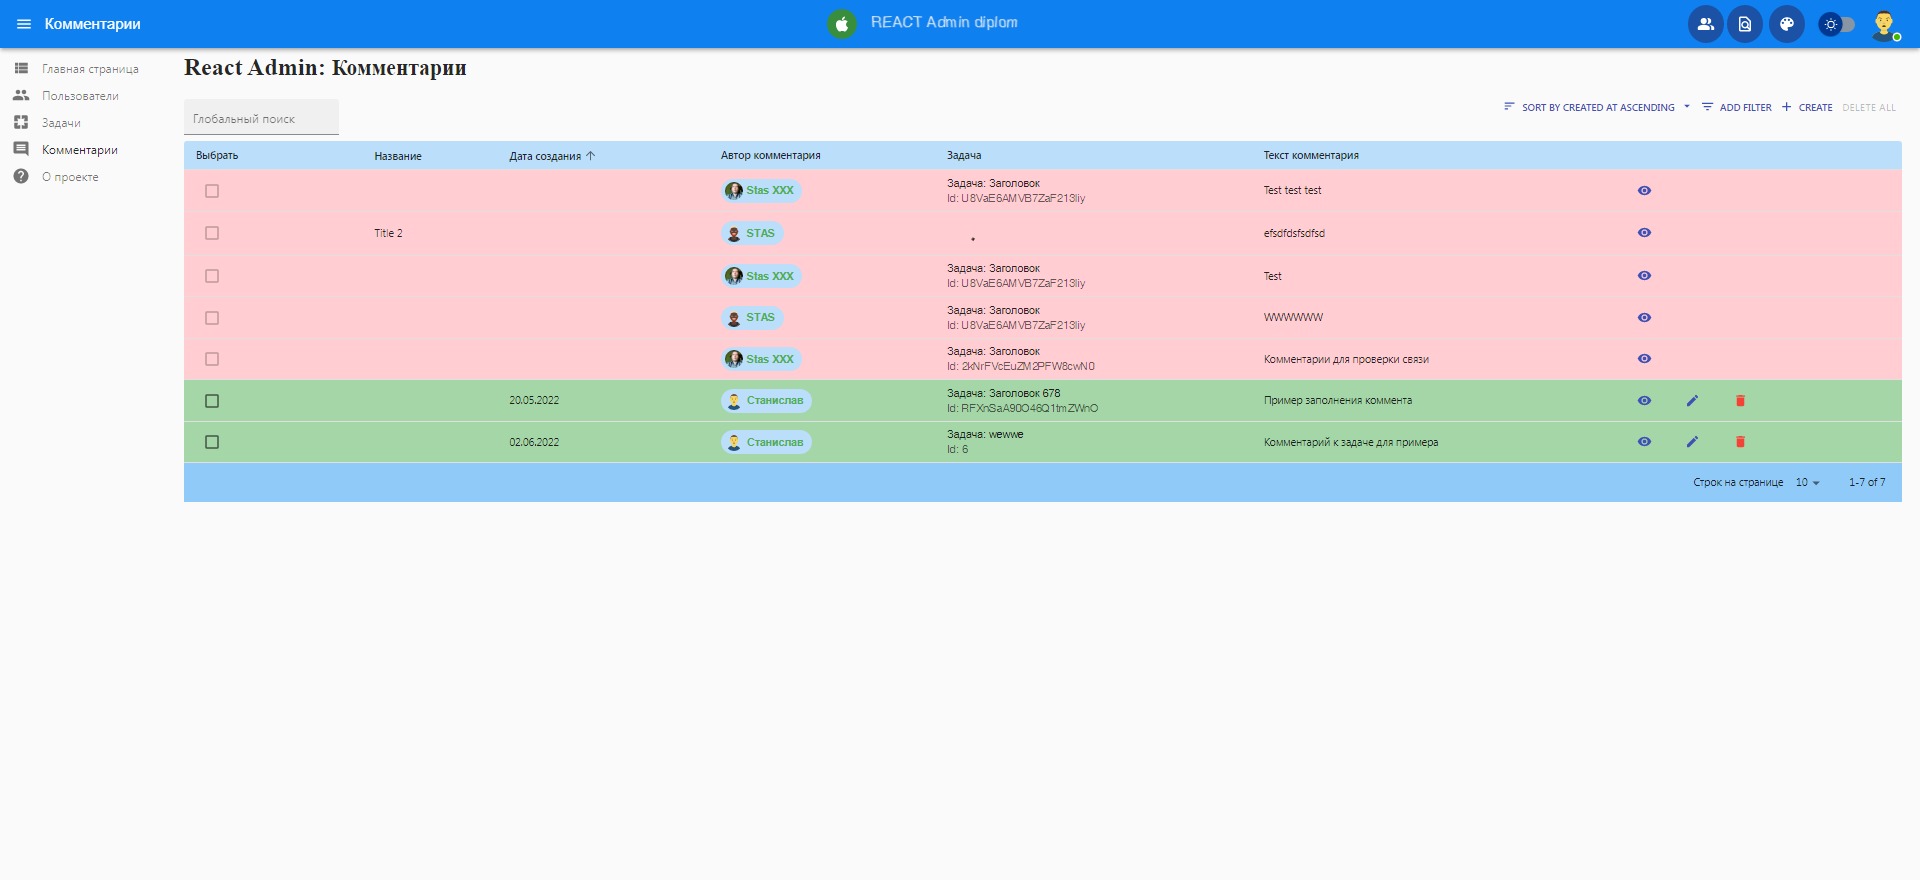 Комментарии
REACT Admin diplom
Главная страница
Пользователи
Задачи
Комментарии
О проекте
React Admin: Комментарии
Глобальный поиск
SORT BY CREATED AT ASCENDING ADD FILTER CREATE DELETE ALL
Выбрать Название Дата создания Автор комментария Задача Текст комментария
Stas XXX Задача: Заголовок Test test test
Id: U8VaE6AMVB7ZaF213liy
Title 2 STAS efsdfdsfsdfsd
Stas XXX Задача: Заголовок Test
Id: U8VaE6AMVB7ZaF213liy
STAS Задача: Заголовок WWWWWW
Id: U8VaE6AMVB7ZaF213liy
Stas XXX Задача: Заголовок Комментарии для проверки связи
Id: 2kNrFVcEuZM2PFW8cwN0
20.05.2022 Станислав Задача: Заголовок 678 Пример заполнения коммента
Id: RFXnSaA90O46Q1tmZWnO
02.06.2022 Станислав Задача: wewwe Комментарий к задаче для примера
Id: 6
Строк на странице 10 1-7 of 7